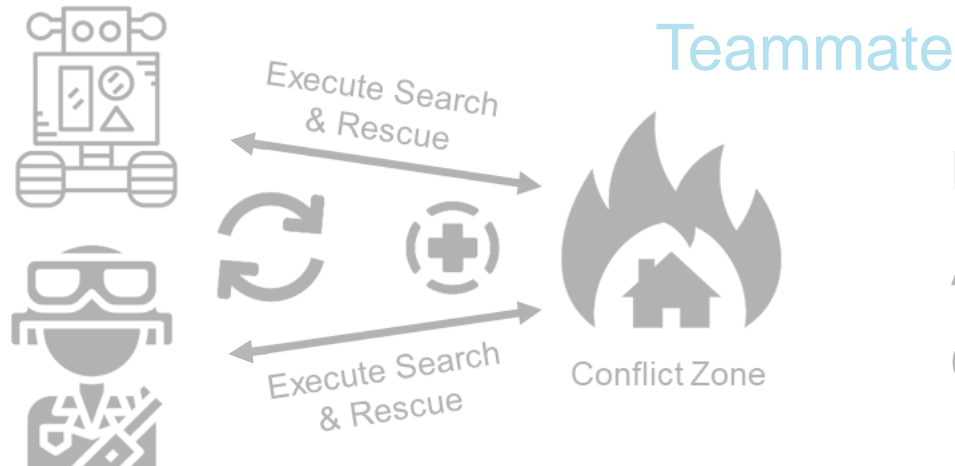 Teammate
Execute Search
& Rescue
Execute Search
& Rescue
Conflict Zone